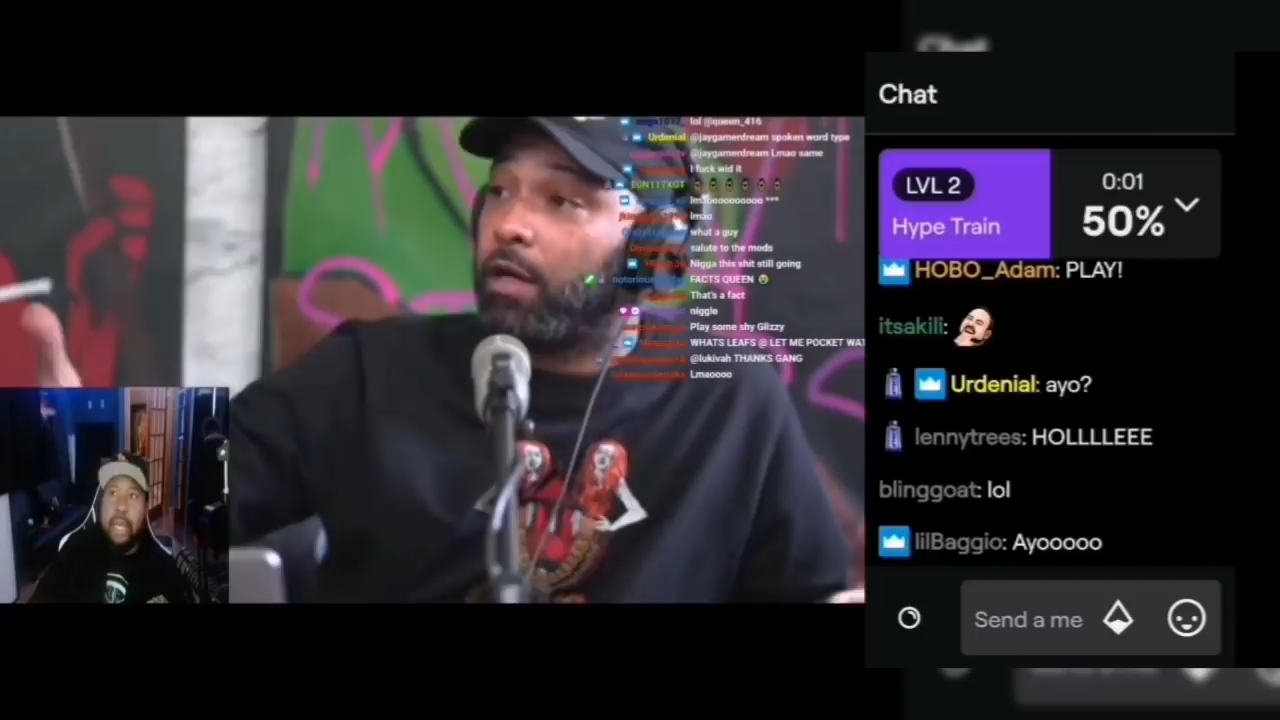 lol @queen_416
Urdenial @jaygamerdream spoken word type
@jaygamerdream Lmao same
I fuck wid it
lmaooooooooo ***
lmao
what a guy
salute to the mods
Nigga this shit still going
FACTS QUEEN
That's a fact
niggle
Play some shy Glizzy
WHATS LEAFS @ LET ME POCKET WAT
@lukivah THANKS GANG
Lmaoooo
Chat
LVL 2
Hype Train
0:01
50%
HOBO_Adam: PLAY!
itsakili:
Urdenial: ayo?
lennytrees: HOLLLLEEE
blinggoat: lol
lilBaggio: Ayooooo
Send a me